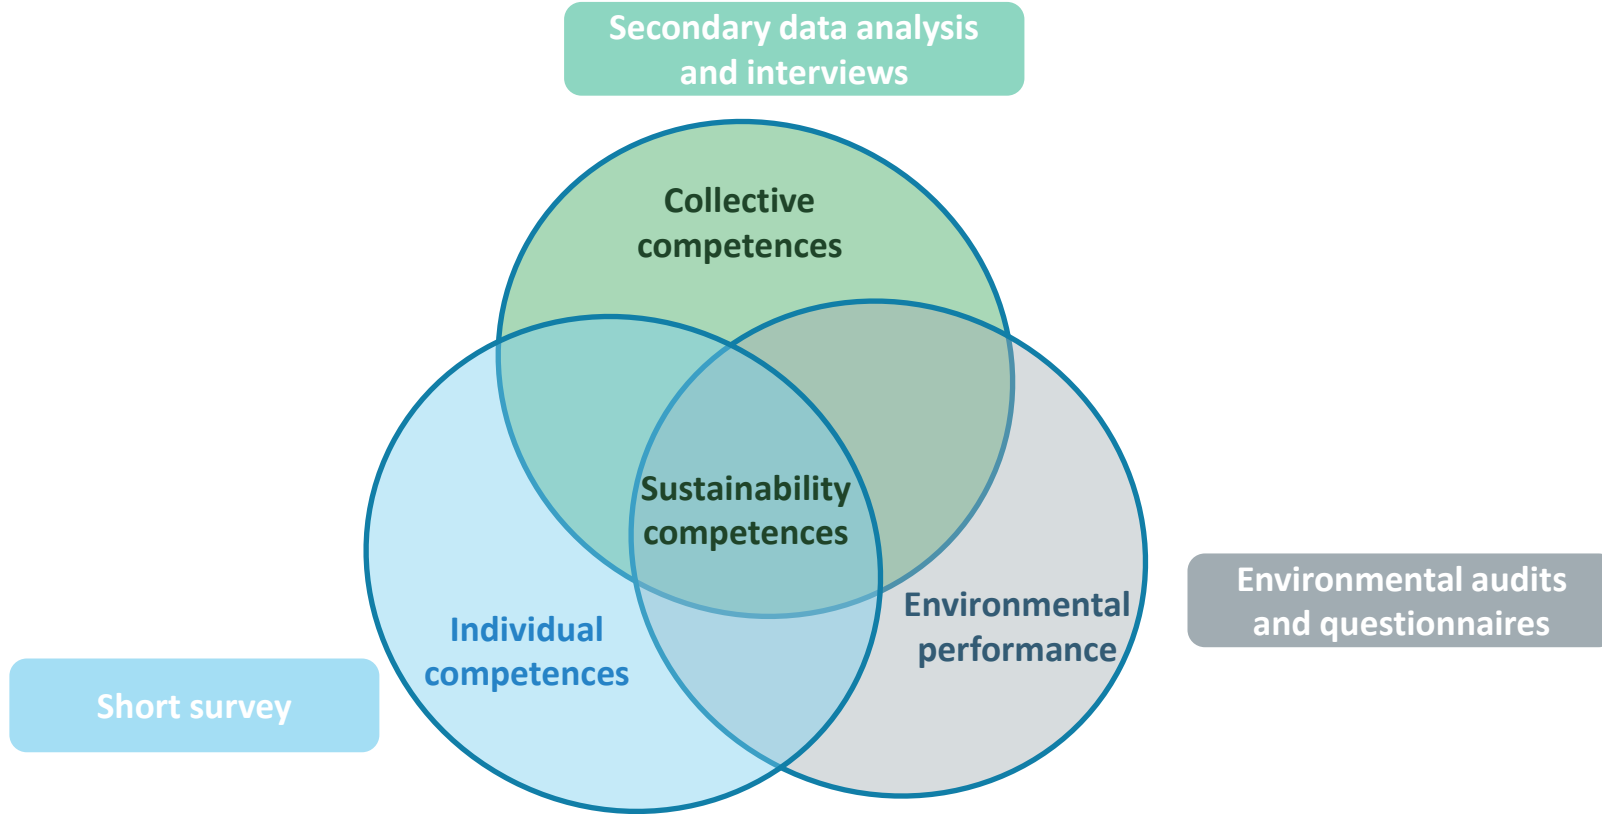 Secondary data analysis
and interviews
Collective
competences
Sustainability
competences
Environmental audits
and questionnaires
Environmental
performance
Individual
competences
Short survey